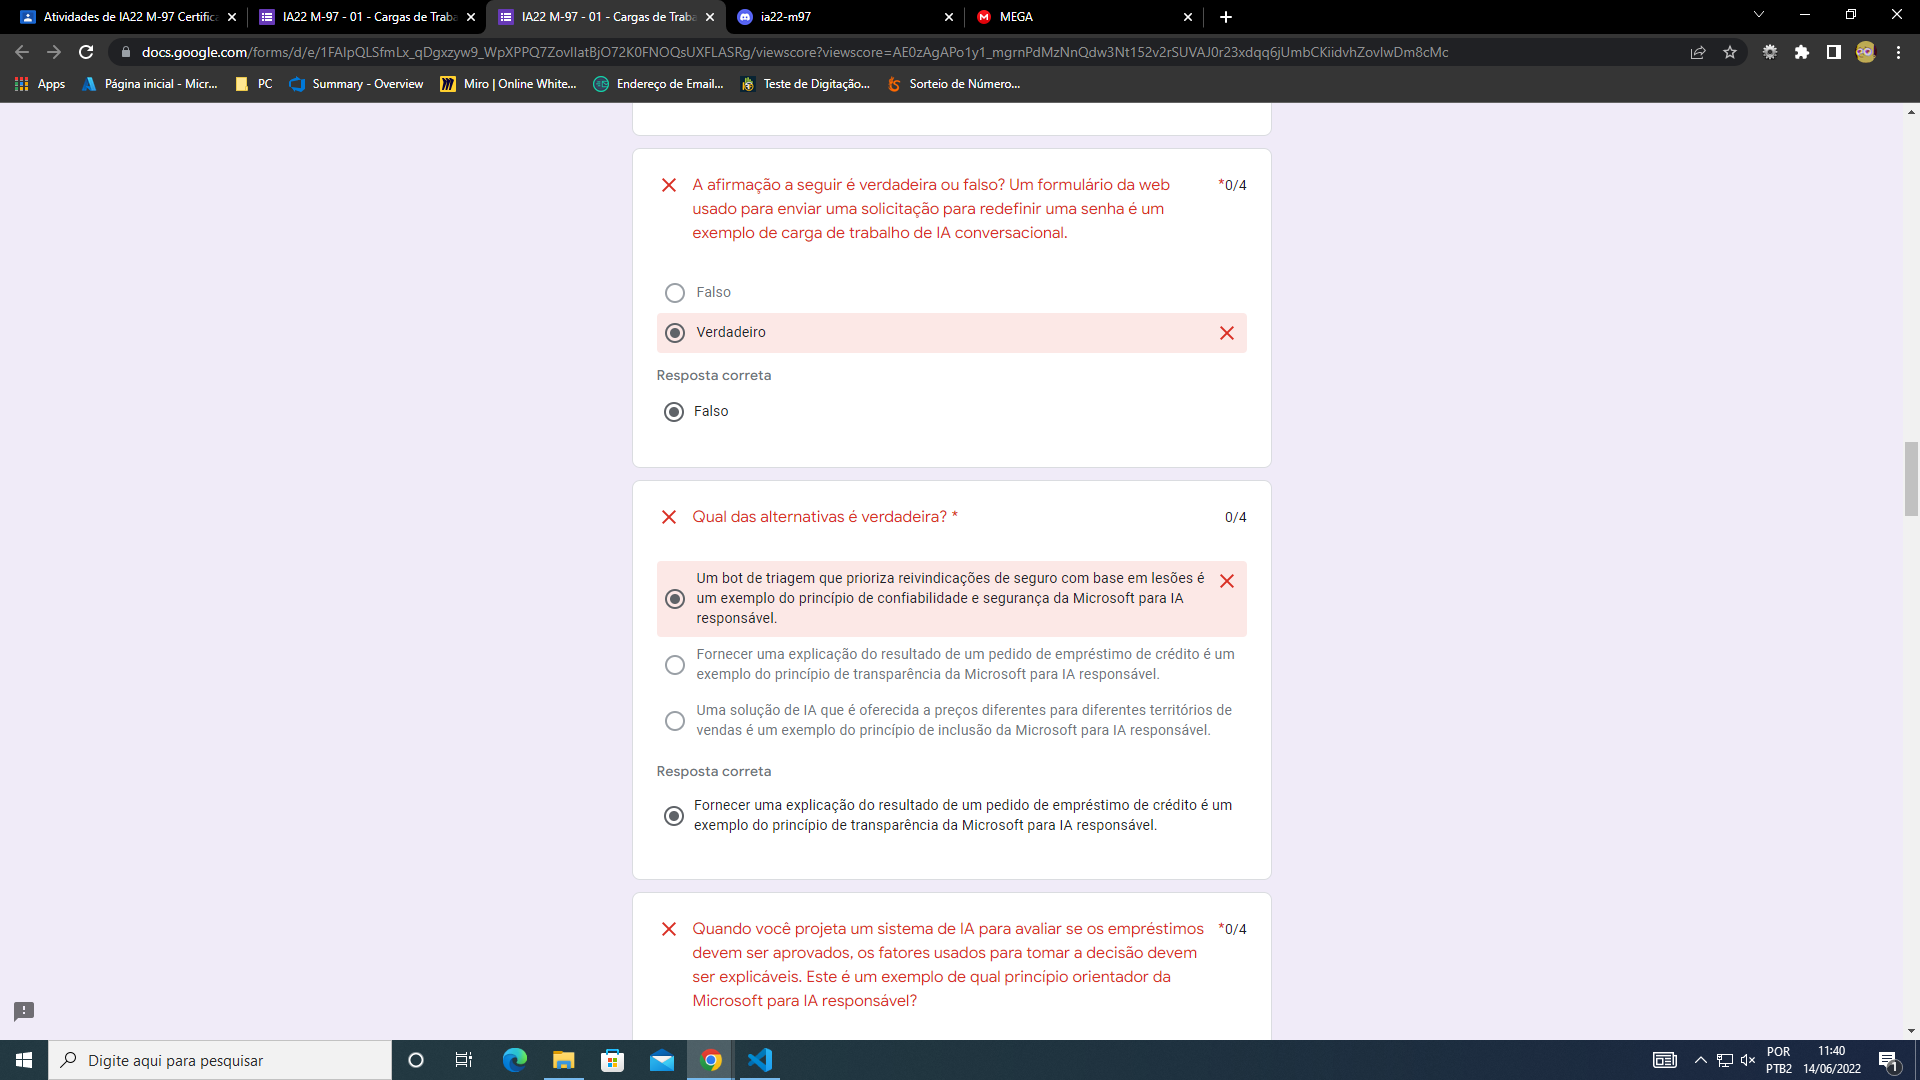 Atividades de IA22 M-97 Certifica
IA22 M-97 - 01 - Cargas de Traba
IA22 M-97 - 01 - Cargas de Traba
ia22-m97
MEGA
docs.google.com/forms/d/e/1FAIpQLSfmLx_qDgxzyw9_WpXPPQ7ZovlIatBjO72K0FNOQsUXFLASRg/viewscore?viewscore=AE0zAgAPo1y1_mgrnPdMzNnQdw3Nt152v2rSUVAJ0r23xdqq6jUmbCKiidvhZovIwDm8cMc
Apps
Página inicial - Micr...
PC
Summary - Overview
Miro | Online White...
Endereço de Email...
Teste de Digitação...
Sorteio de Número...
A afirmação a seguir é verdadeira ou falso? Um formulário da web
*0/4
usado para enviar uma solicitação para redefinir uma senha é um
exemplo de carga de trabalho de IA conversacional.
Falso
Verdadeiro
Resposta correta
Falso
Qual das alternativas é verdadeira? *
0/4
Um bot de triagem que prioriza reivindicações de seguro com base em lesões é
um exemplo do princípio de confiabilidade e segurança da Microsoft para IA
responsável.
Fornecer uma explicação do resultado de um pedido de empréstimo de crédito é um
exemplo do princípio de transparência da Microsoft para IA responsável.
Uma solução de IA que é oferecida a preços diferentes para diferentes territórios de
vendas é um exemplo do princípio de inclusão da Microsoft para IA responsável.
Resposta correta
Fornecer uma explicação do resultado de um pedido de empréstimo de crédito é um
exemplo do princípio de transparência da Microsoft para IA responsável.
Quando você projeta um sistema de IA para avaliar se os empréstimos
*0/4
devem ser aprovados, os fatores usados para tomar a decisão devem
ser explicáveis. Este é um exemplo de qual princípio orientador da
Microsoft para IA responsável?
Digite aqui para pesquisar
POR
PTB2
11:40
14/06/2022
1